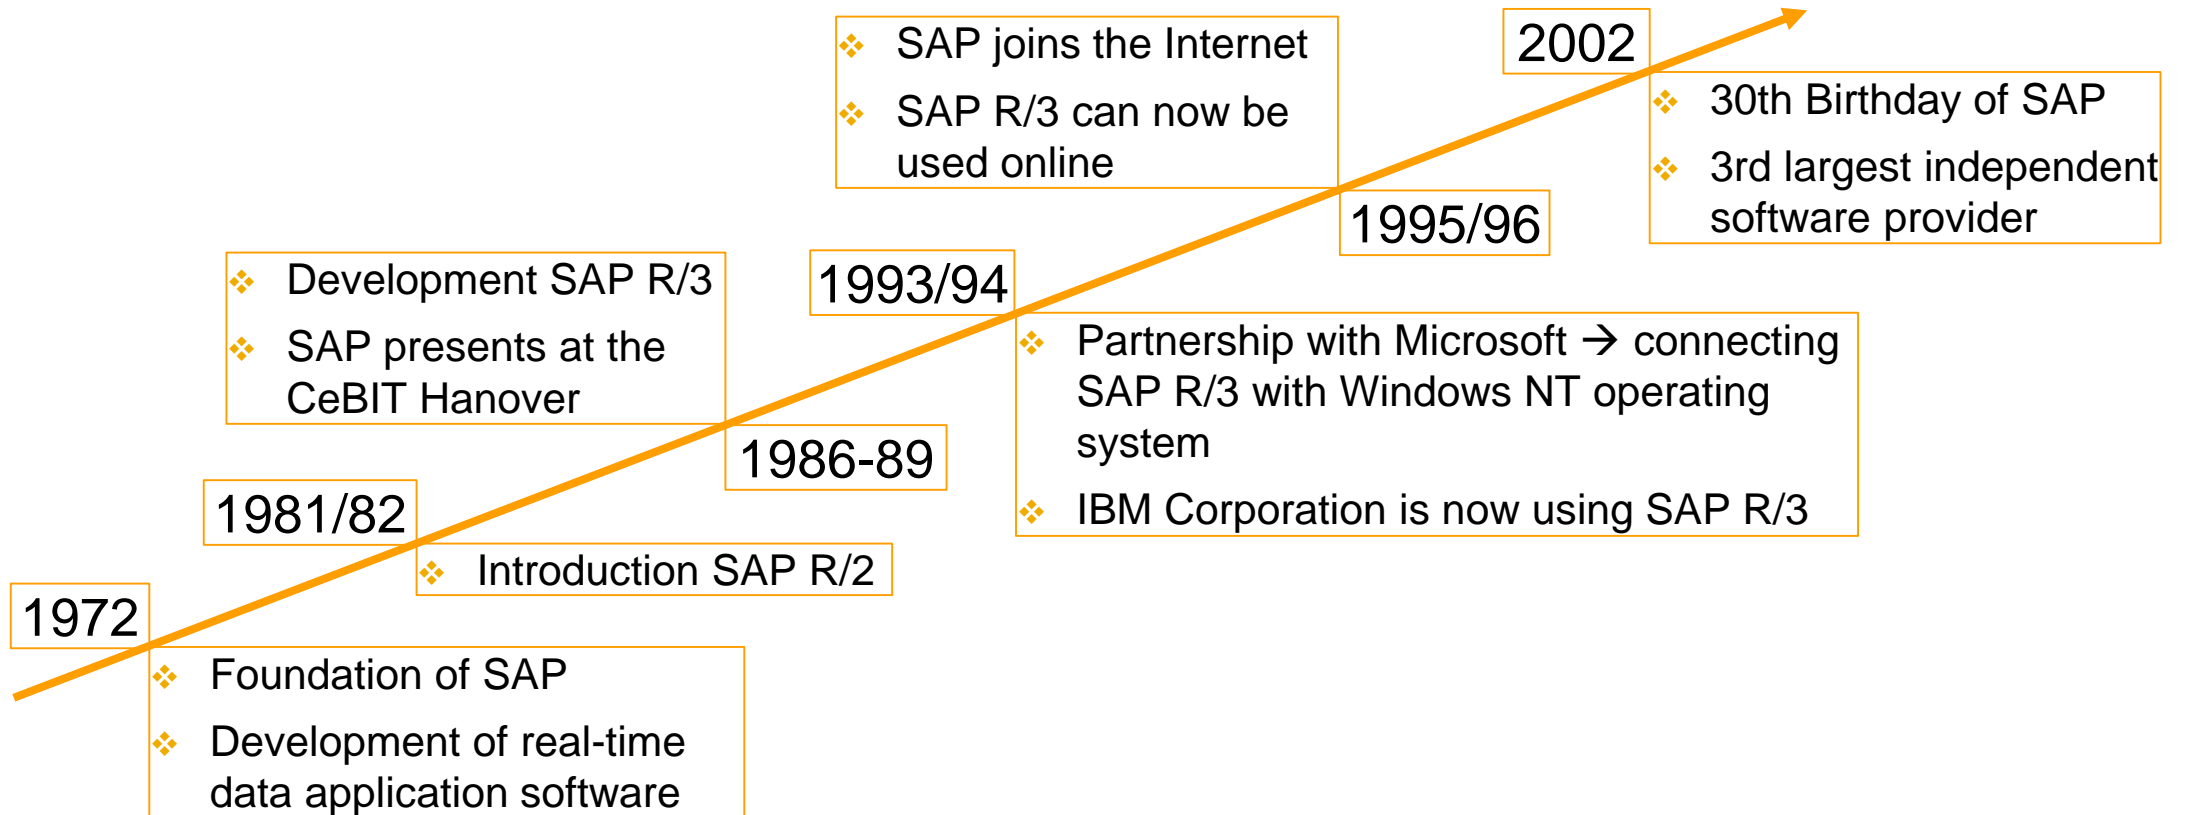 1972
Foundation of SAP
Development of real-time
data application software
1981/82
Introduction SAP R/2
1986-89
Development SAP R/3
SAP presents at the
CeBIT Hanover
1993/94
Partnership with Microsoft → connecting
SAP R/3 with Windows NT operating
system
IBM Corporation is now using SAP R/3
1995/96
SAP joins the Internet
SAP R/3 can now be
used online
2002
30th Birthday of SAP
3rd largest independent
software provider